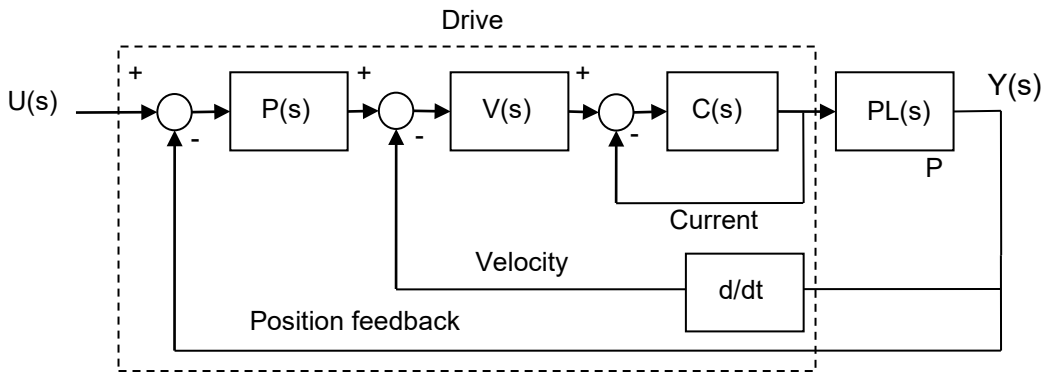 Drive
U(s)
+
-
P(s)
+
-
V(s)
+
-
C(s)
PL(s)
P
Y(s)
Current
Velocity
d/dt
Position feedback